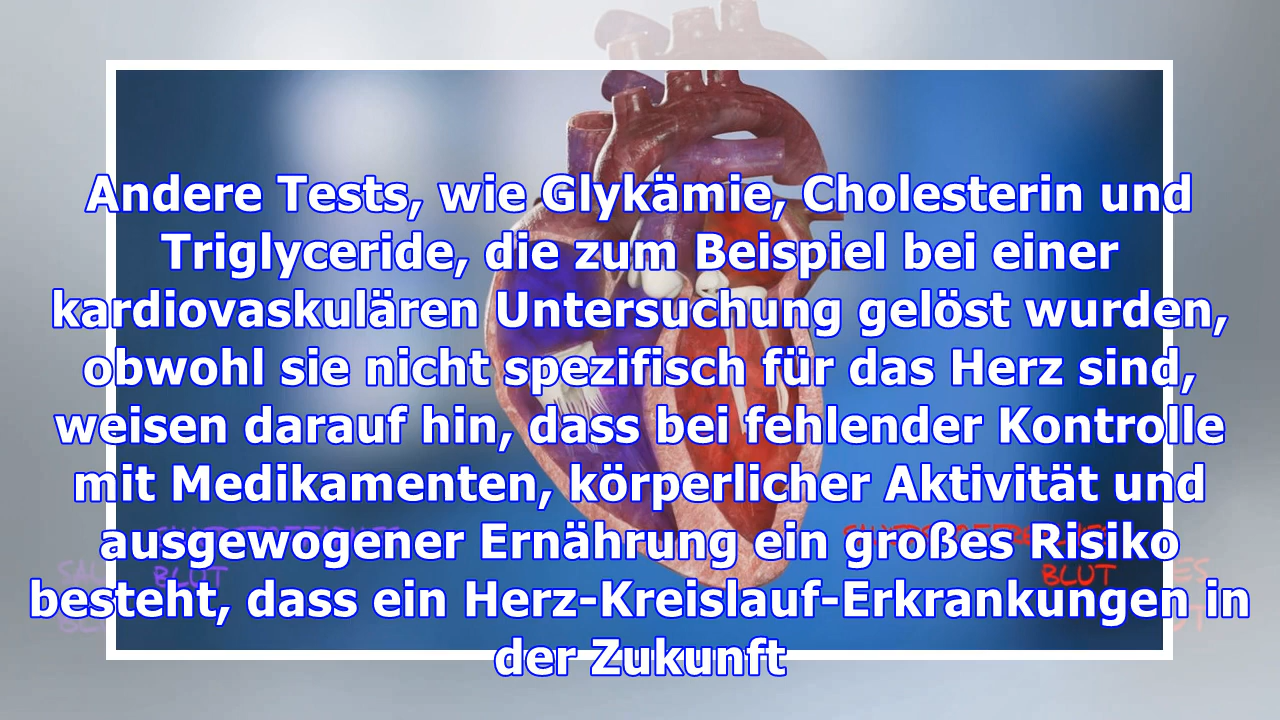 Andere Tests, wie Glykämie, Cholesterin und
Triglyceride, die zum Beispiel bei einer
kardiovaskulären Untersuchung gelöst wurden,
obwohl sie nicht spezifisch für das Herz sind,
weisen darauf hin, dass bei fehlender Kontrolle
mit Medikamenten, körperlicher Aktivität und
ausgewogener Ernährung ein großes Risiko
besteht, dass ein Herz-Kreislauf-Erkrankungen in
der Zukunft
BLUT
BLUT